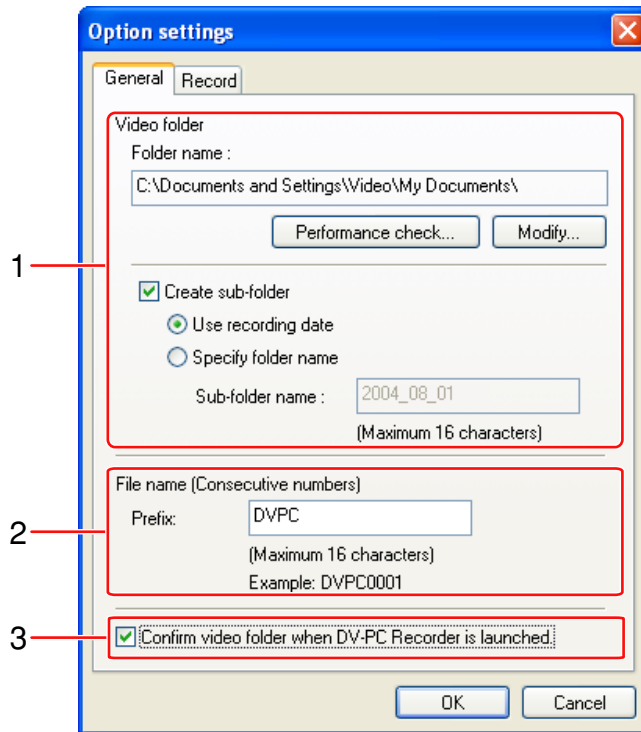 Option settings
General Record
Video folder
Folder name :
C:\Documents and Settings\Video\My Documents\
Performance check... Modify...
1
Create sub-folder
Use recording date
Specify folder name
Sub-folder name : 2004_08_01
(Maximum 16 characters)
File name (Consecutive numbers)
2
Prefix: DVPC
(Maximum 16 characters)
Example: DVPC0001
3
Confirm video folder when DV-PC Recorder is launched.
OK Cancel